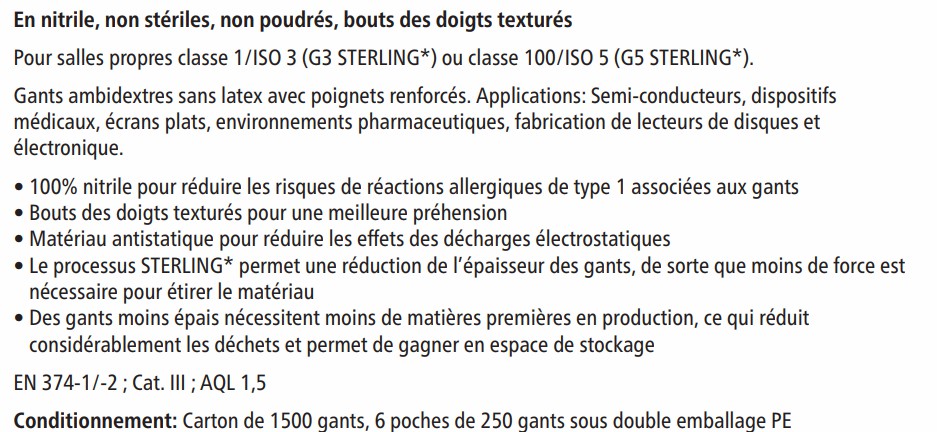 En nitrile, non stériles, non poudrés, bouts des doigts texturés
Pour salles propres classe 1/ISO 3 (G3 STERLING*) ou classe 100/ISO 5 (G5 STERLING*).
Gants ambidextres sans latex avec poignets renforcés. Applications: Semi-conducteurs, dispositifs
médicaux, écrans plats, environnements pharmaceutiques, fabrication de lecteurs de disques et
électronique.
• 100% nitrile pour réduire les risques de réactions allergiques de type 1 associées aux gants
• Bouts des doigts texturés pour une meilleure préhension
• Matériau antistatique pour réduire les effets des décharges électrostatiques
• Le processus STERLING* permet une réduction de l’épaisseur des gants, de sorte que moins de force est
nécessaire pour étirer le matériau
• Des gants moins épais nécessitent moins de matières premières en production, ce qui réduit
considérablement les déchets et permet de gagner en espace de stockage
EN 374-1/-2 ; Cat. III ; AQL 1,5
Conditionnement: Carton de 1500 gants, 6 poches de 250 gants sous double emballage PE